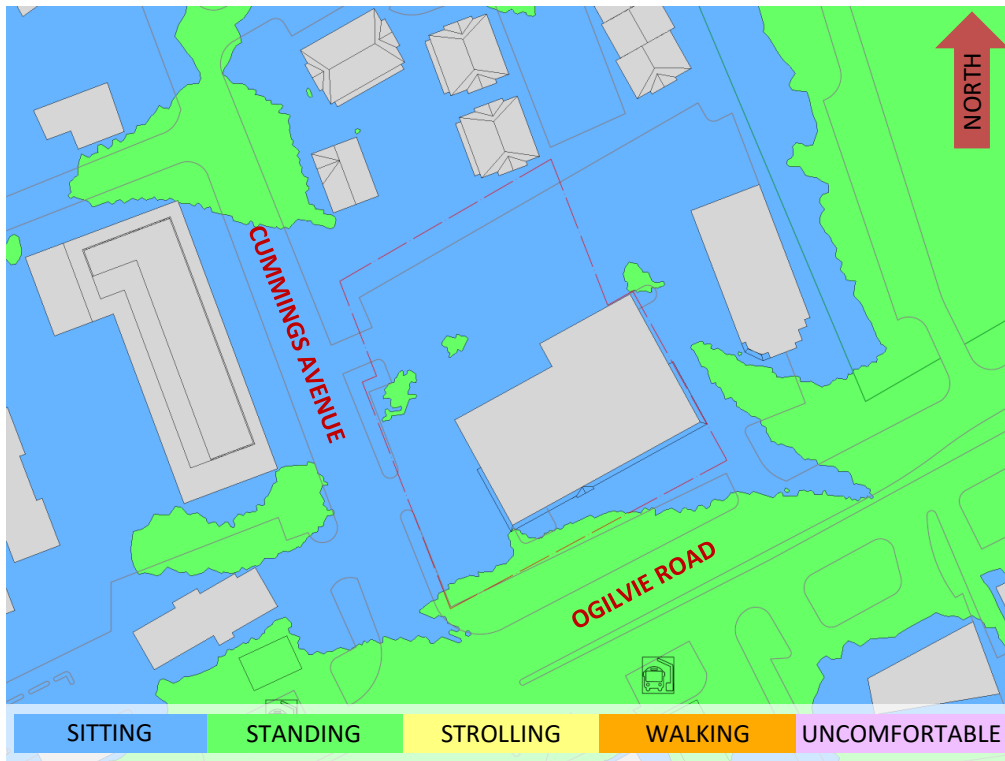 NORTH
CUMMINGS AVENUE
OGILVIE ROAD
SITTING
STANDING
STROLLING
WALKING
UNCOMFORTABLE